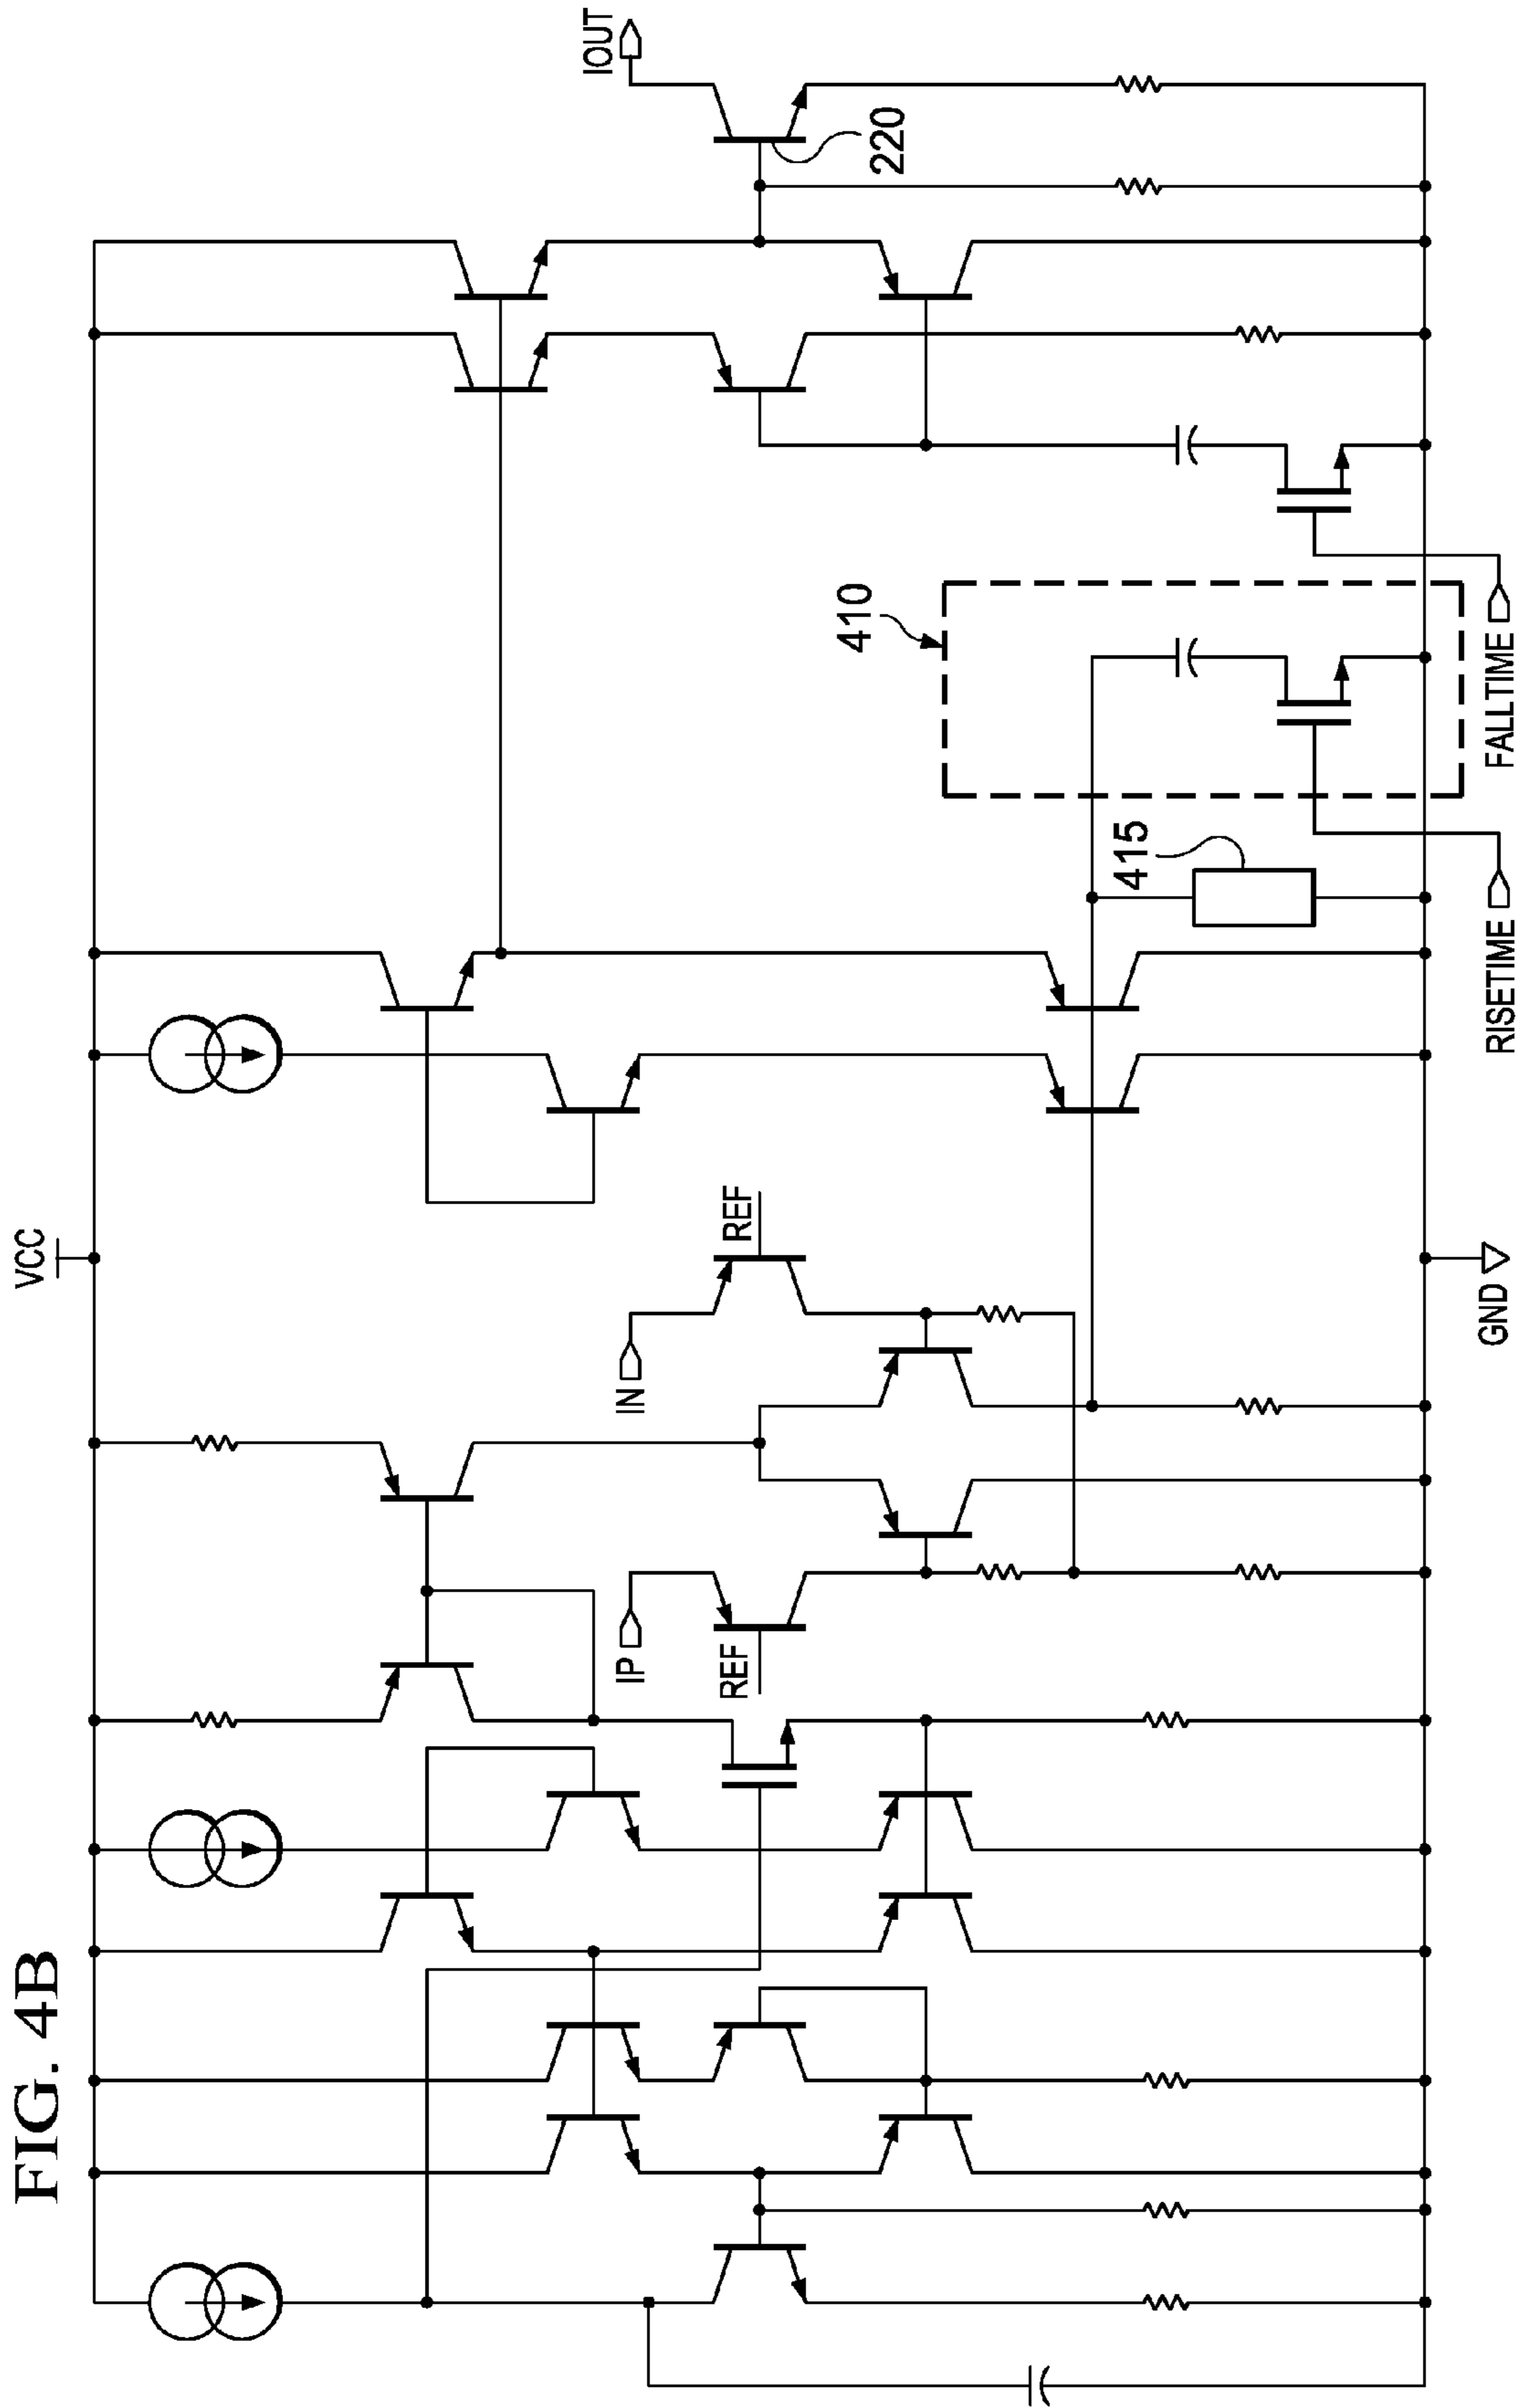 FIG. 4B
VCC
IP
REF
IN
REF
415
410
220
IOUT
GND
RISETIME
FALLTIME